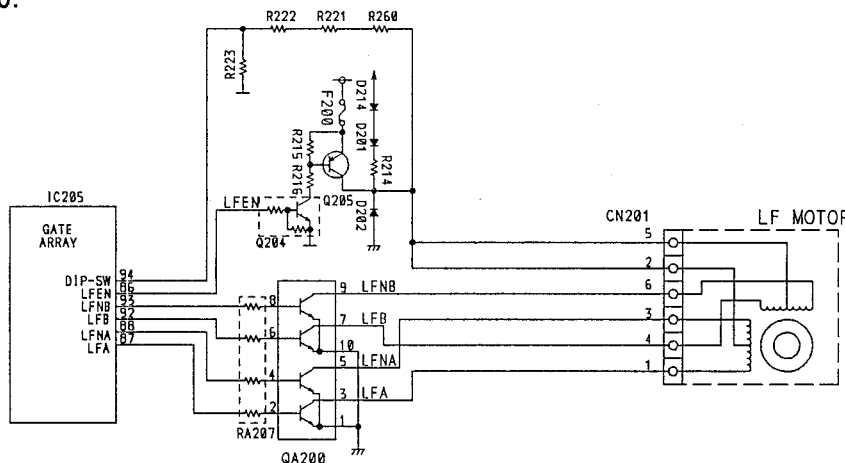 R222 R221 R260
R223
F200
D214
D201
R215
R214
R216
LFEN
Q205
D202
Q204
IC205
GATE
ARRAY
DIP-SW 94
LFEN 86
LFNB 93
LFB 92
LFNA 88
LFA 87
CN201
LF MOTOR
5
2
6
3
4
1
8 9 LFNB
6 7 LFB
10
4 5 LFNA
2 3 LFA
1
RA207
QA200